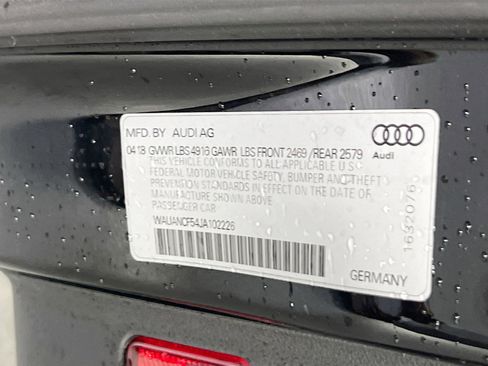 MFD. BY AUDI AG
04 18 GVWR LBS 4916 GAWR LBS FRONT 2469 / REAR 2579
THIS VEHICLE CONFORMS TO ALL APPLICABLE U.S.
FEDERAL MOTOR VEHICLE SAFETY, BUMPER AND THEFT
PREVENTION STANDARDS IN EFFECT ON THE DATE OF
MANUFACTURE SHOWN ABOVE.
PASSENGER CAR
WAUANCF54JA102226
GERMANY
Audi
1632076